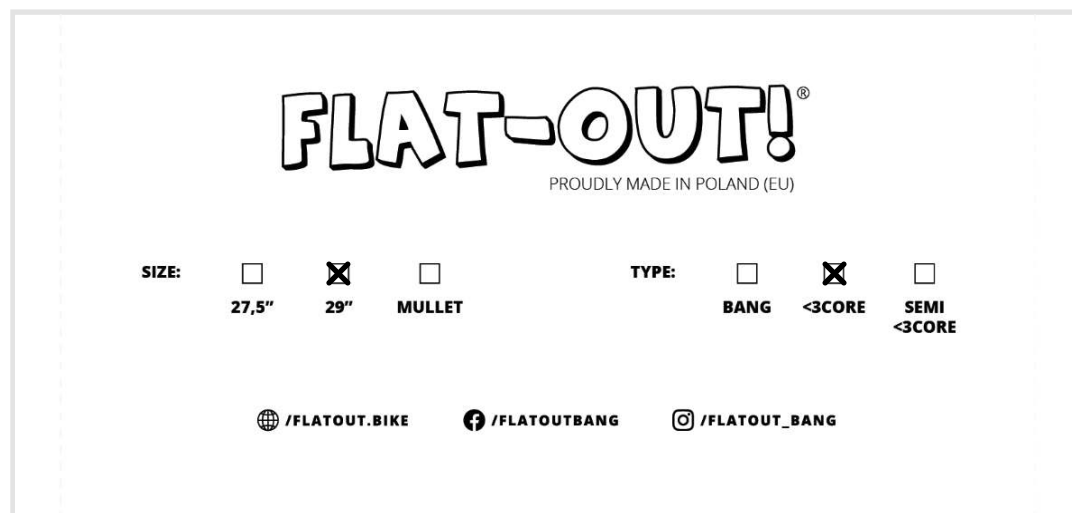 FLAT-OUT!®
PROUDLY MADE IN POLAND (EU)
SIZE:
27,5” 29” MULLET
TYPE:
BANG <3CORE SEMI
<3CORE
/FLATOUT.BIKE /FLATOUTBANG /FLATOUT_BANG